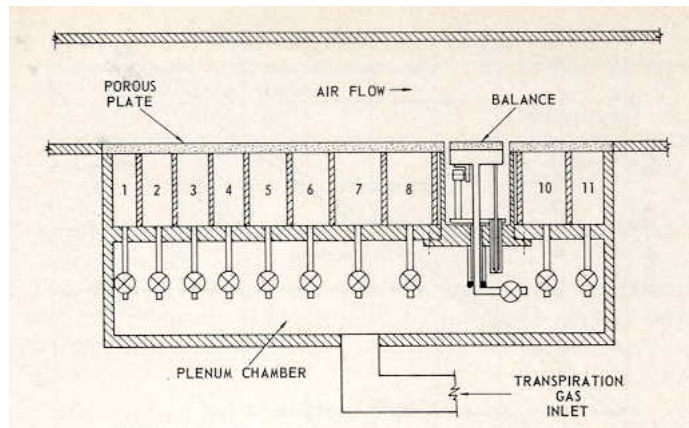 POROUS
PLATE
AIR FLOW
BALANCE
1 2 3 4 5 6 7 8 10 11
PLENUM CHAMBER
TRANSPIRATION
GAS
INLET